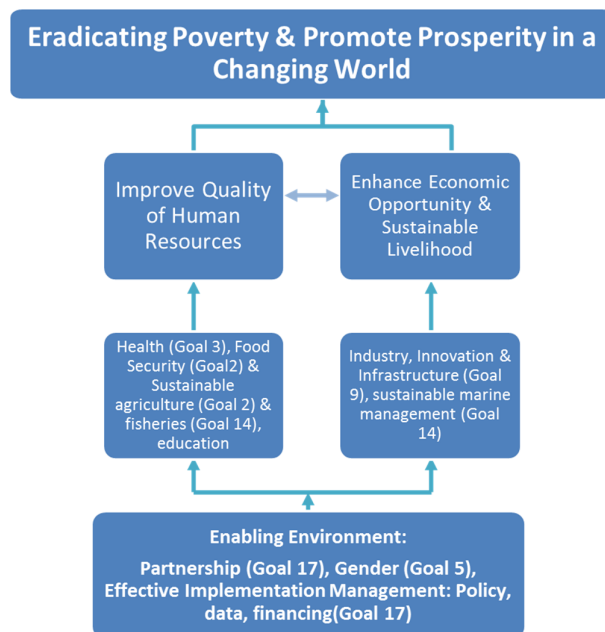 Eradicating Poverty & Promote Prosperity in a
Changing World
Improve Quality
of Human
Resources
Enhance Economic
Opportunity &
Sustainable
Livelihood
Health (Goal 3), Food
Security (Goal2) &
Sustainable
agriculture (Goal 2) &
fisheries (Goal 14),
education
Industry, Innovation &
Infrastructure (Goal
9), sustainable marine
management (Goal
14)
Enabling Environment:
Partnership (Goal 17), Gender (Goal 5),
Effective Implementation Management: Policy,
data, financing(Goal 17)